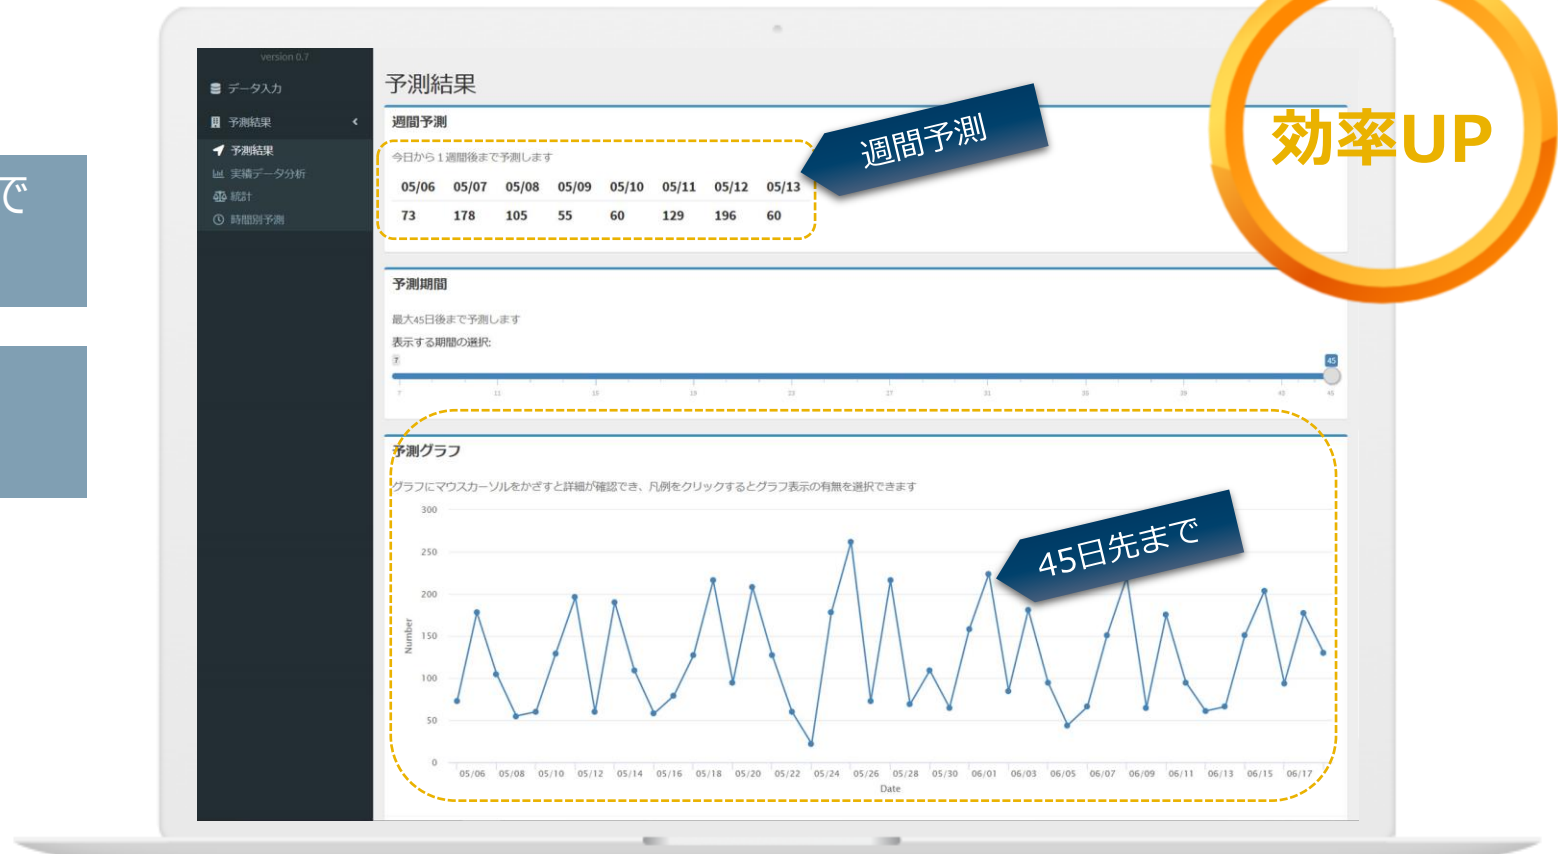 で
version 0.7
データ入力
予測結果
予測結果
実績データ分析
統計
時間別予測
予測結果
週間予測
今日から1週間後まで予測します
05/06 05/07 05/08 05/09 05/10 05/11 05/12 05/13
73 178 105 55 60 129 196 60
週間予測
効率UP
予測期間
最大45日後まで予測します
表示する期間の選択:
7 45
7 11 15 19 23 27 31 35 39 43 45
予測グラフ
グラフにマウスカーソルをかざすと詳細が確認でき、凡例をクリックするとグラフ表示の有無を選択できます
45日先まで
300
250
200
150
100
50
0
Number
05/06 05/08 05/10 05/12 05/14 05/16 05/18 05/20 05/22 05/24 05/26 05/28 05/30 06/01 06/03 06/05 06/07 06/09 06/11 06/13 06/15 06/17
Date